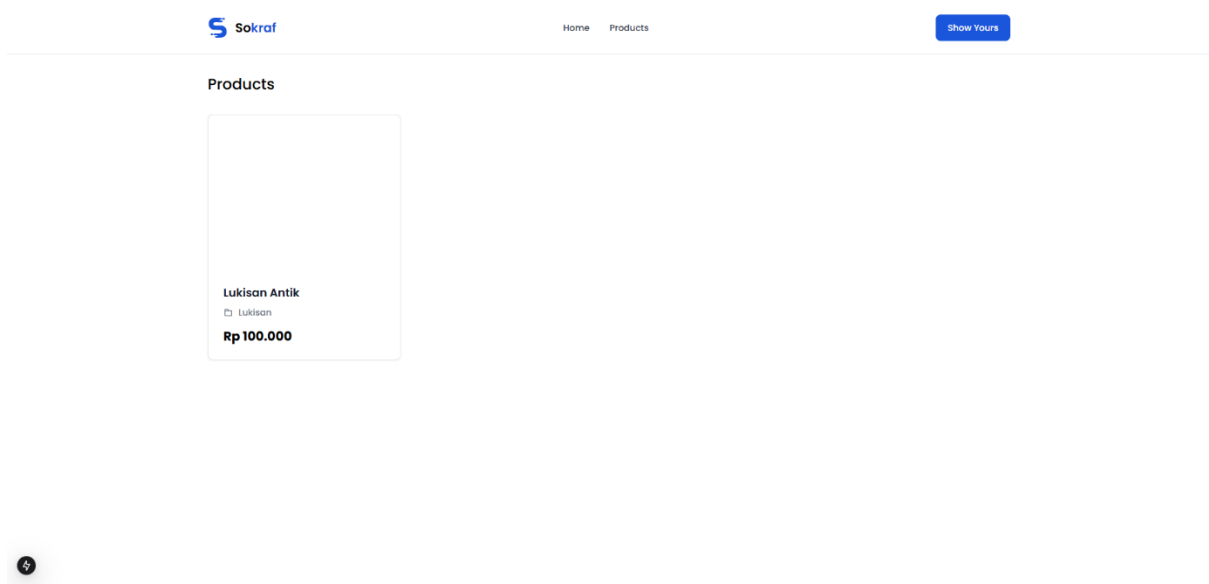 Sokraf
Home
Products
Show Yours
Products
Lukisan Antik
Lukisan
Rp 100.000